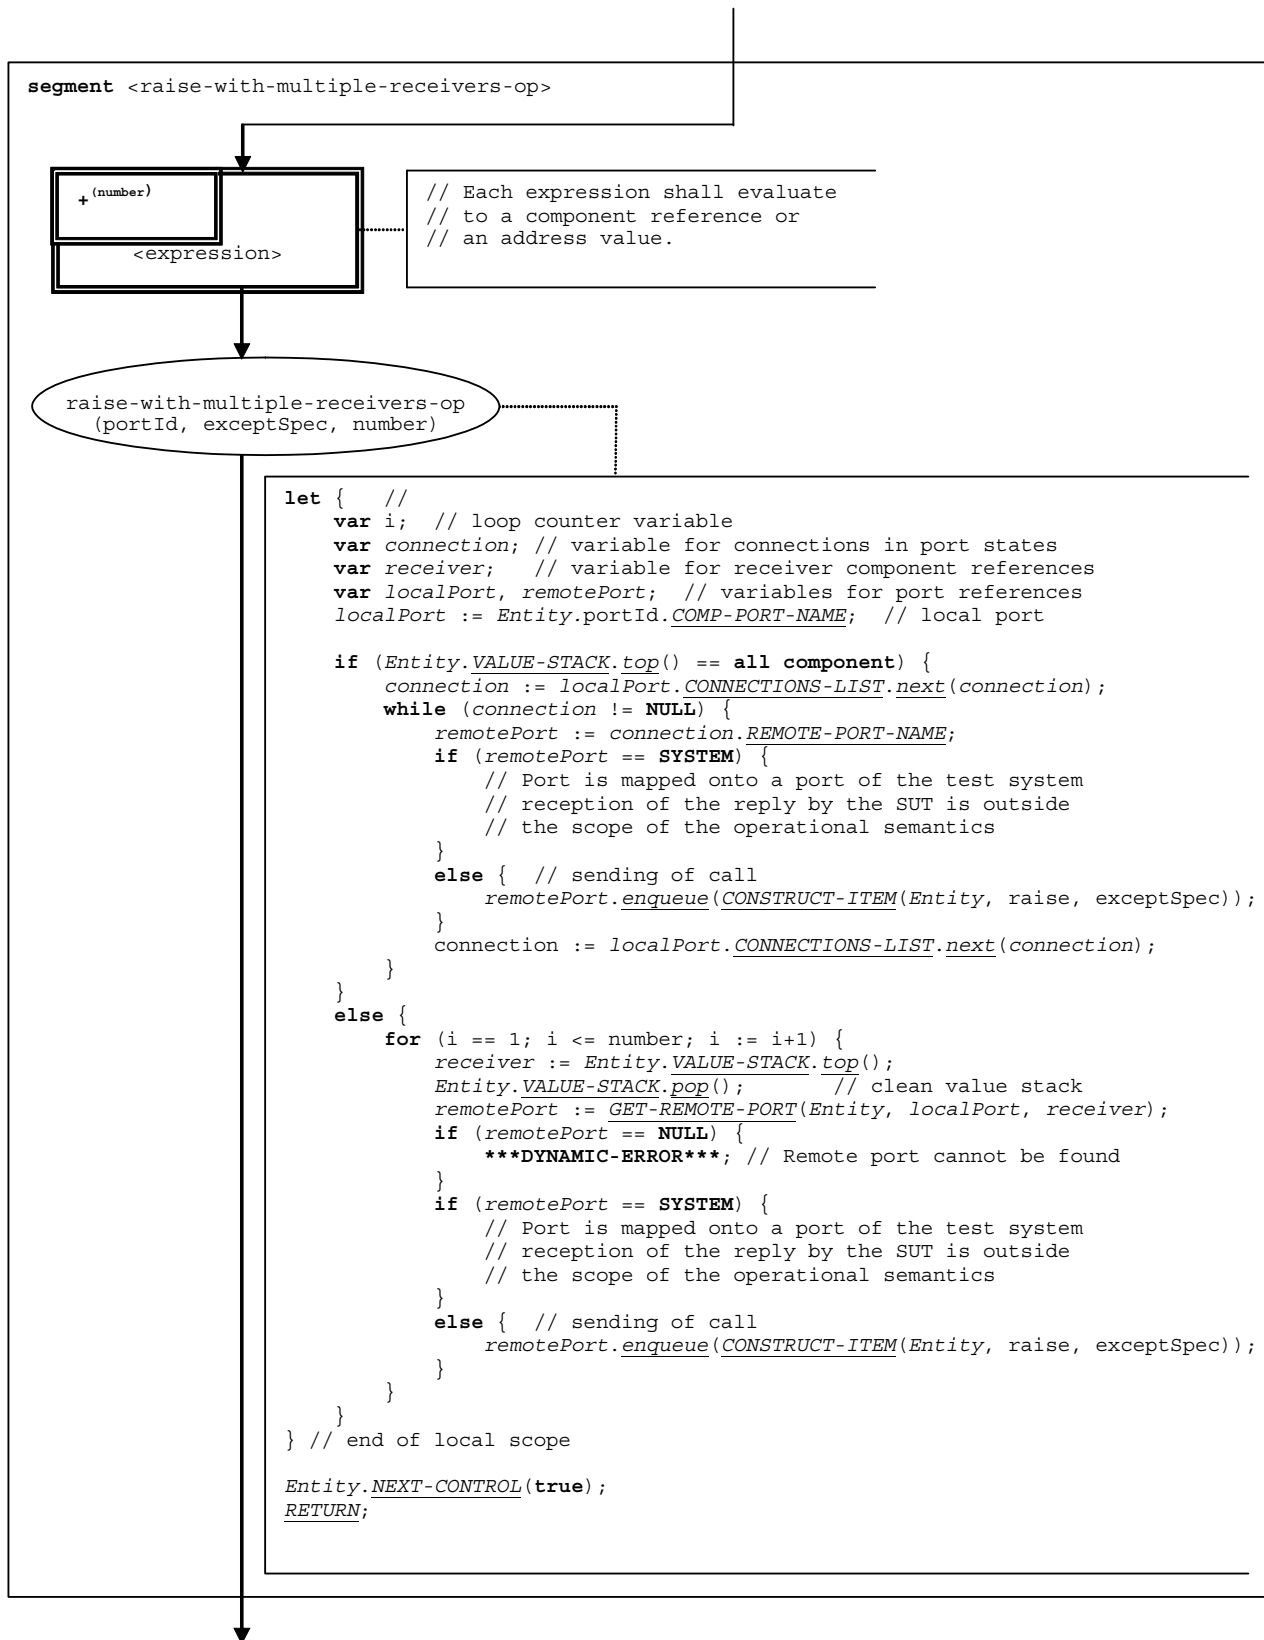 segment <raise-with-multiple-receivers-op>
+(number)
<expression>
// Each expression shall evaluate
// to a component reference or
// an address value.
raise-with-multiple-receivers-op
(portId, exceptSpec, number)
let {   //
    var i;  // loop counter variable
    var connection; // variable for connections in port states
    var receiver;   // variable for receiver component references
    var localPort, remotePort;  // variables for port references
    localPort := Entity.portId.COMP-PORT-NAME;  // local port
    if (Entity.VALUE-STACK.top() == all component) {
        connection := localPort.CONNECTIONS-LIST.next(connection);
        while (connection != NULL) {
            remotePort := connection.REMOTE-PORT-NAME;
            if (remotePort == SYSTEM) {
                // Port is mapped onto a port of the test system
                // reception of the reply by the SUT is outside
                // the scope of the operational semantics
            }
            else {  // sending of call
                remotePort.enqueue(CONSTRUCT-ITEM(Entity, raise, exceptSpec));
            }
            connection := localPort.CONNECTIONS-LIST.next(connection);
        }
    }
    else {
        for (i == 1; i <= number; i := i+1) {
            receiver := Entity.VALUE-STACK.top();
            Entity.VALUE-STACK.pop();       // clean value stack
            remotePort := GET-REMOTE-PORT(Entity, localPort, receiver);
            if (remotePort == NULL) {
                ***DYNAMIC-ERROR***; // Remote port cannot be found
            }
            if (remotePort == SYSTEM) {
                // Port is mapped onto a port of the test system
                // reception of the reply by the SUT is outside
                // the scope of the operational semantics
            }
            else {  // sending of call
                remotePort.enqueue(CONSTRUCT-ITEM(Entity, raise, exceptSpec));
            }
        }
    }
} // end of local scope
Entity.NEXT-CONTROL(true);
RETURN;